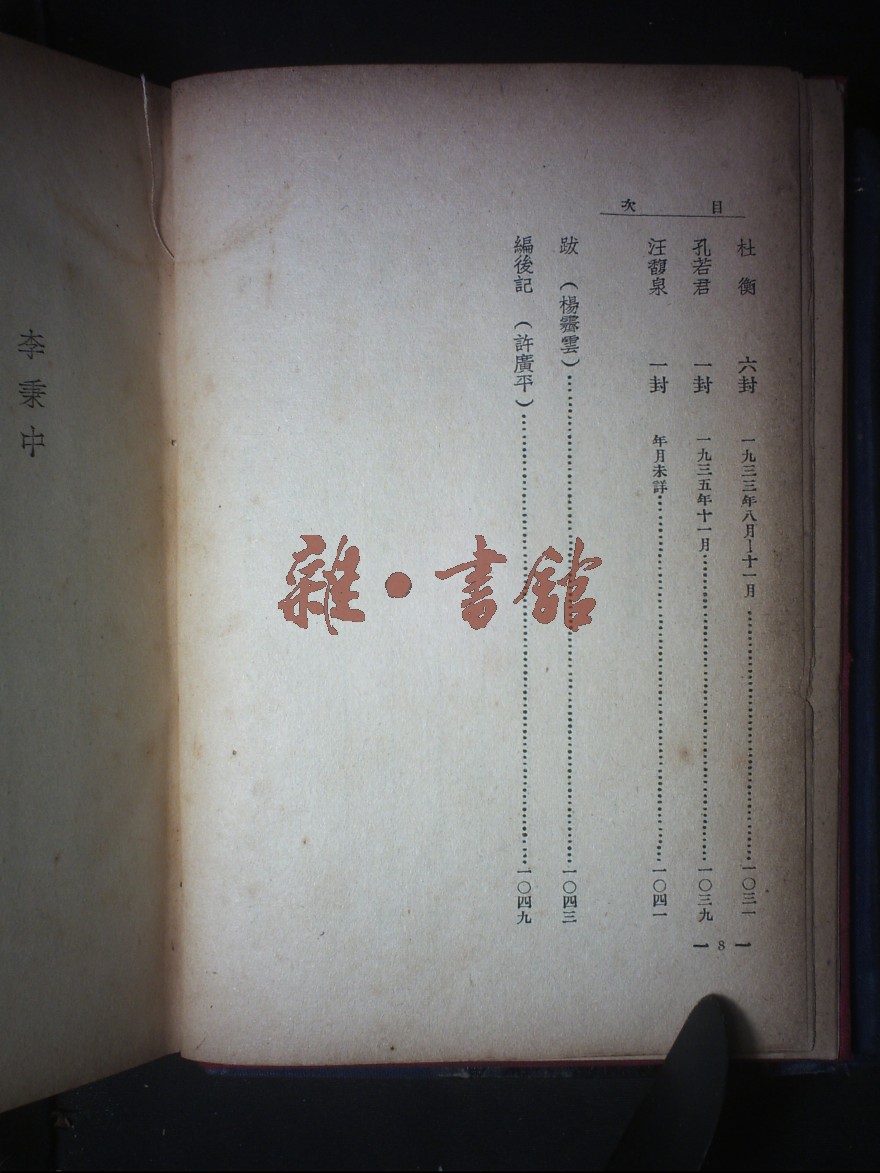 目次
杜衡　六封　一九三三年八月—十一月……一〇三一
孔若君　一封　一九三五年十一月……一〇三九
汪馥泉　一封　年月未詳……一〇四一
跋　（楊霽雲）……一〇四三
編後記　（許廣平）……一〇四九
— 8 —
李秉中
雜·書舘